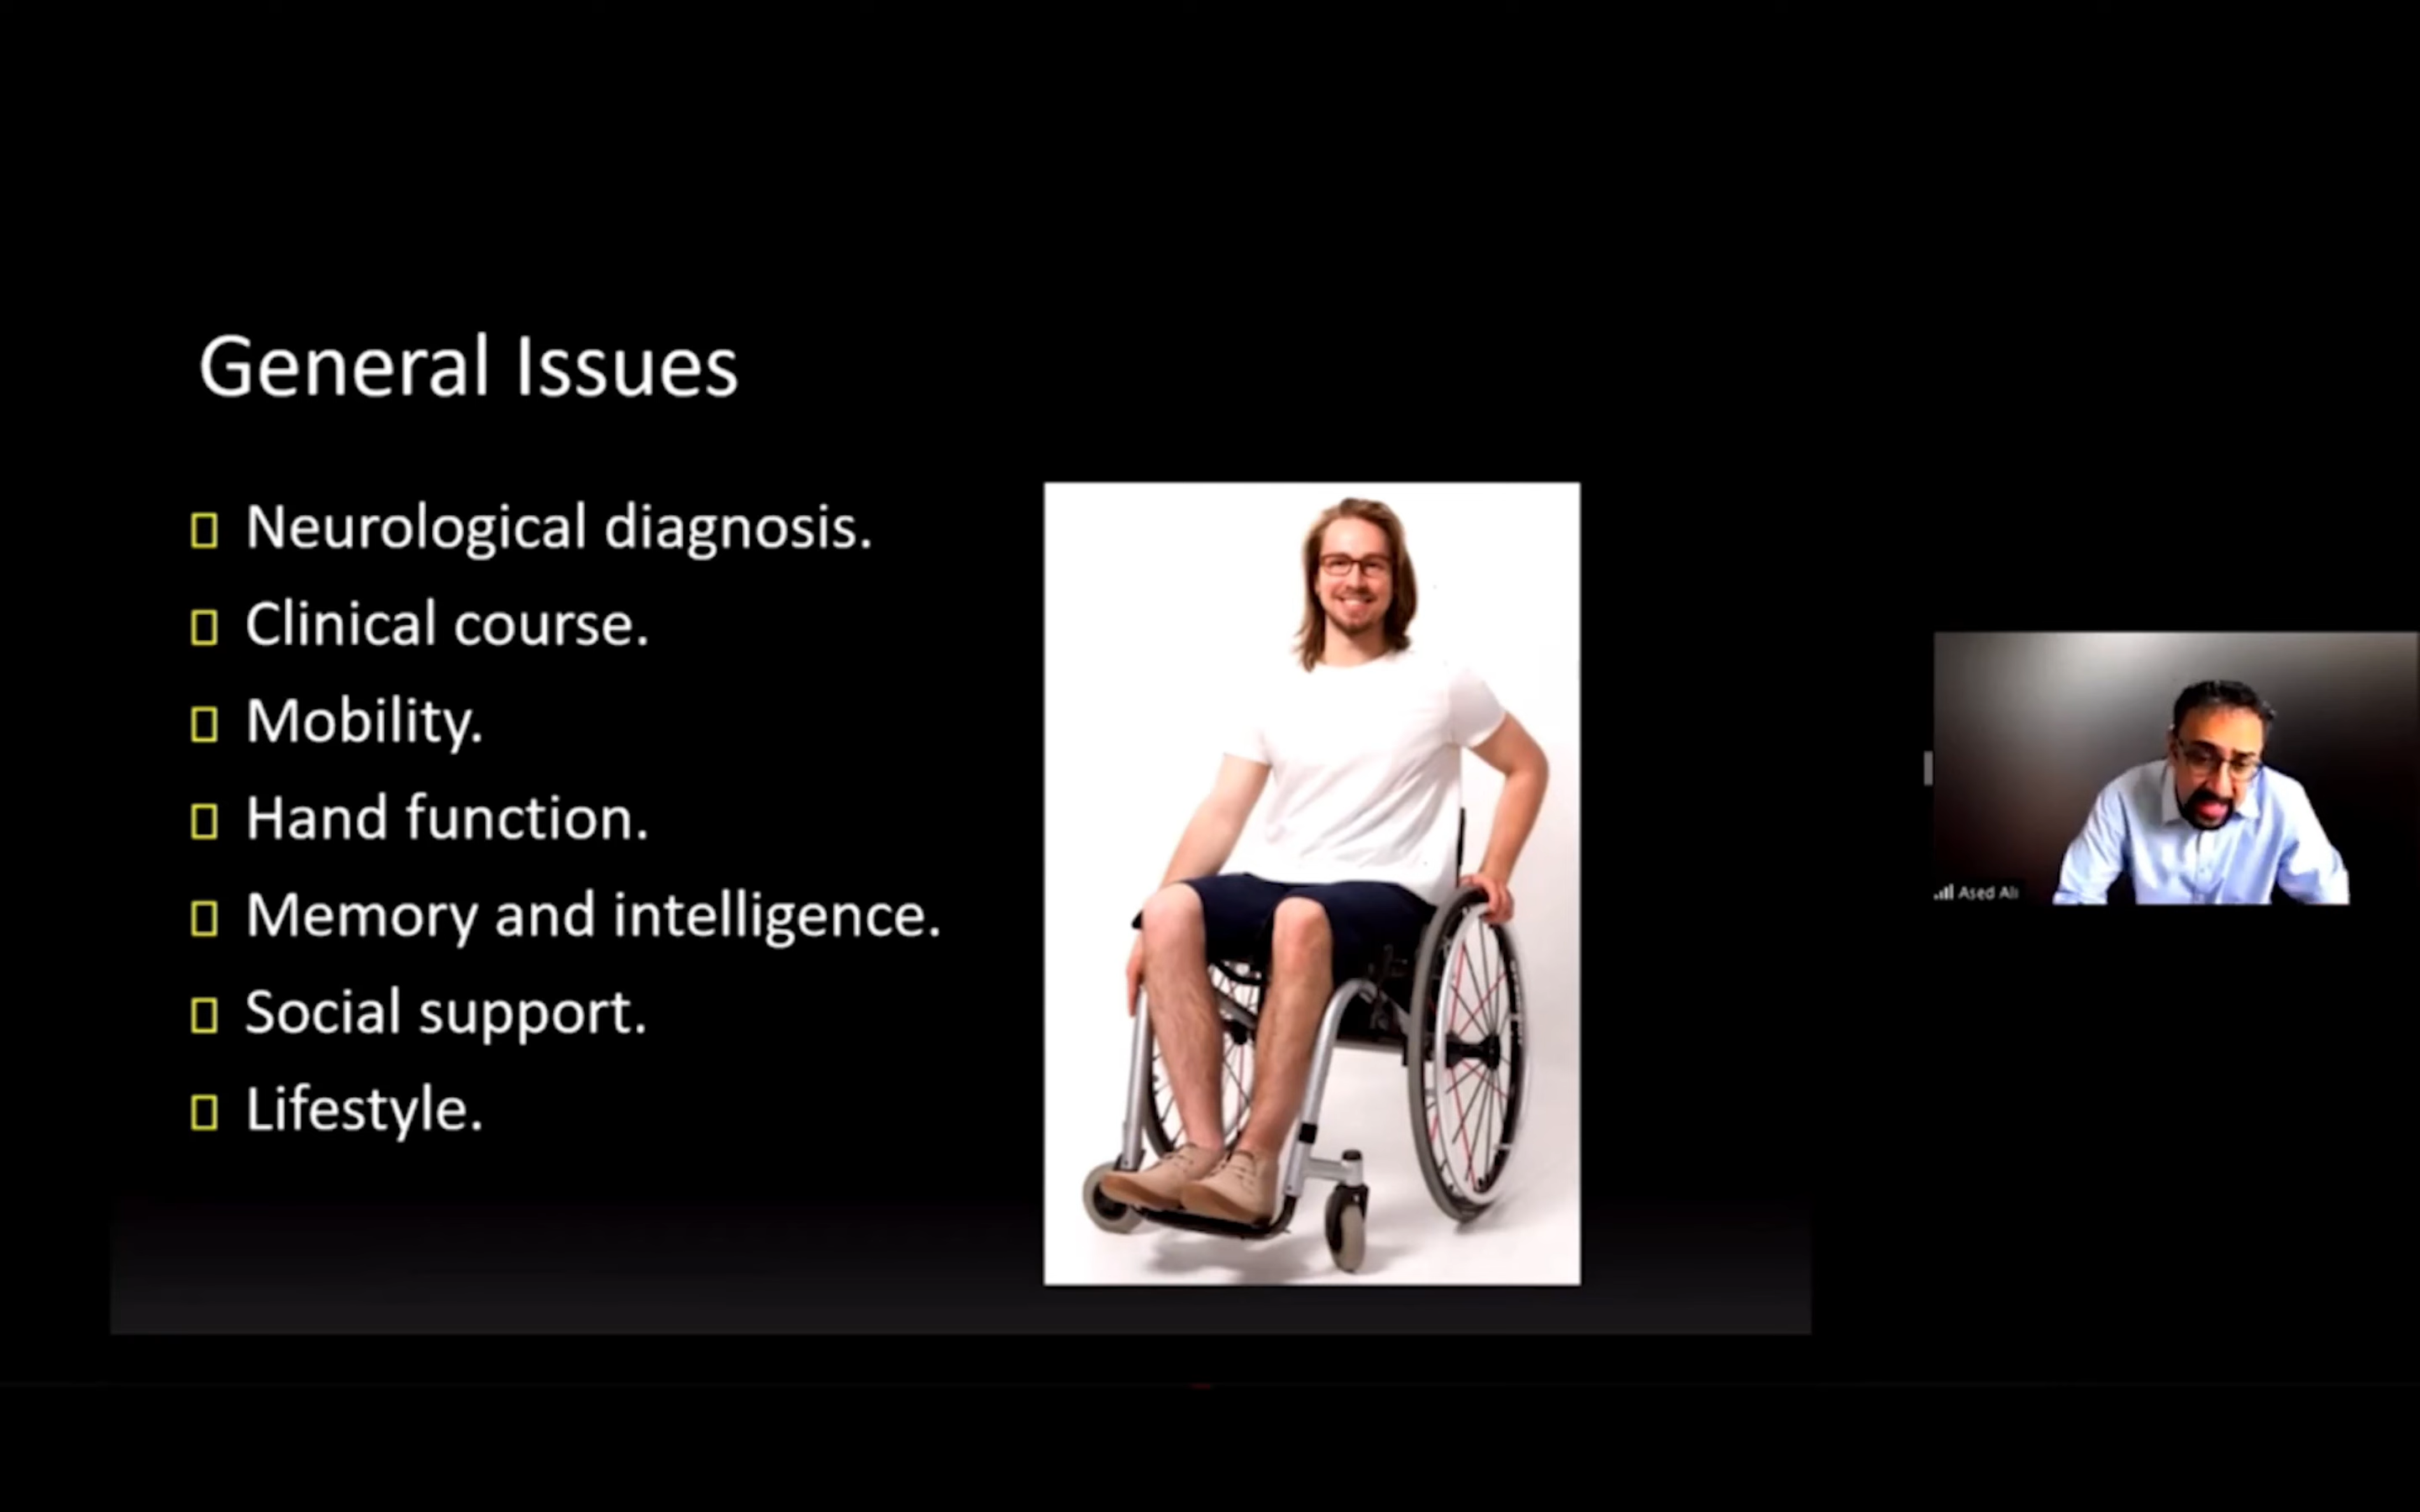 General Issues
Neurological diagnosis.
Clinical course.
Mobility.
Hand function.
Memory and intelligence.
Social support.
Lifestyle.
Ased Ali